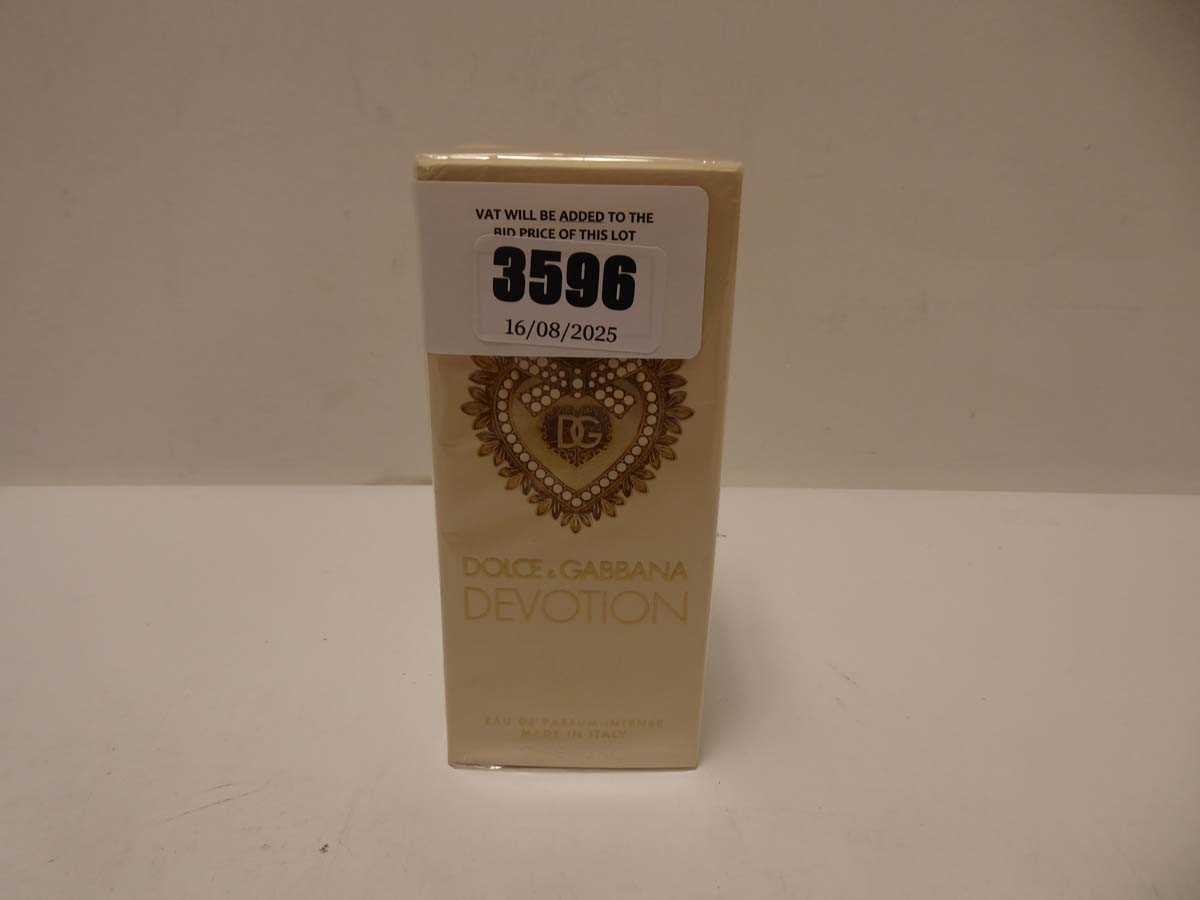 VAT WILL BE ADDED TO THE
BID PRICE OF THIS LOT
3596
16/08/2025
DG
DOLCE & GABBANA
DEVOTION
EAU DE PARFUM INTENSE
MADE IN ITALY